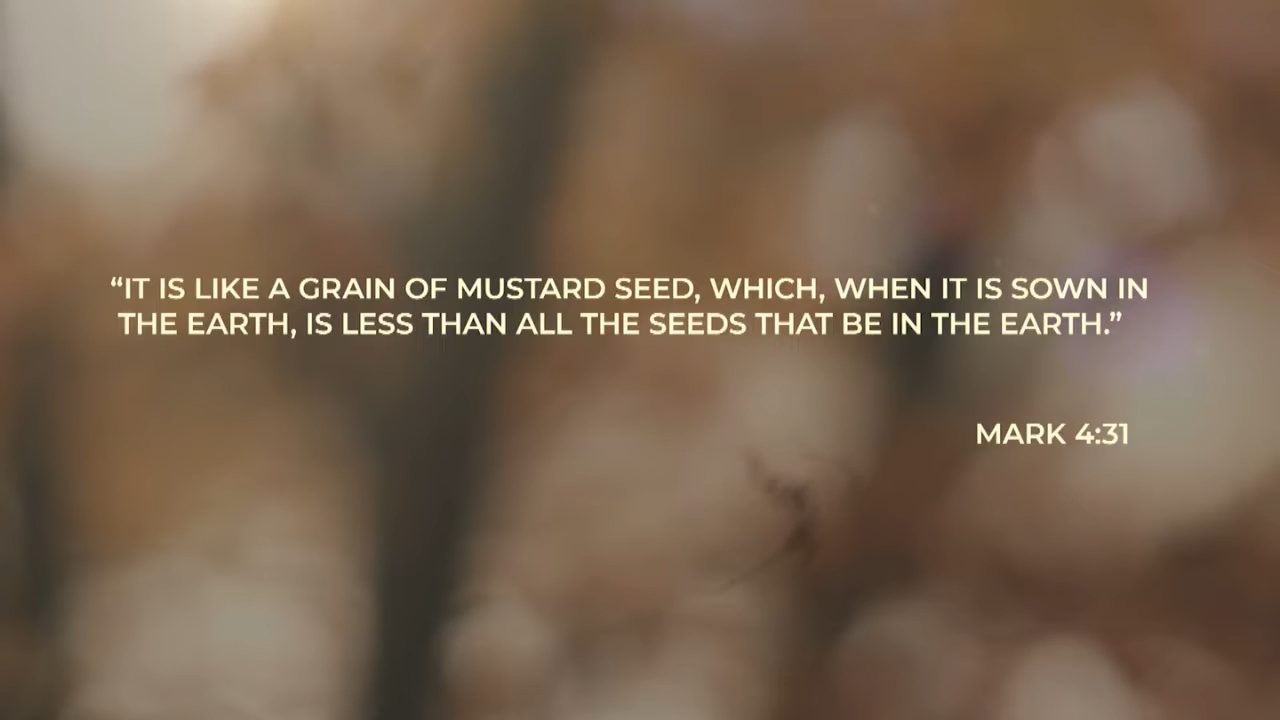 “IT IS LIKE A GRAIN OF MUSTARD SEED, WHICH, WHEN IT IS SOWN IN
THE EARTH, IS LESS THAN ALL THE SEEDS THAT BE IN THE EARTH.”
MARK 4:31